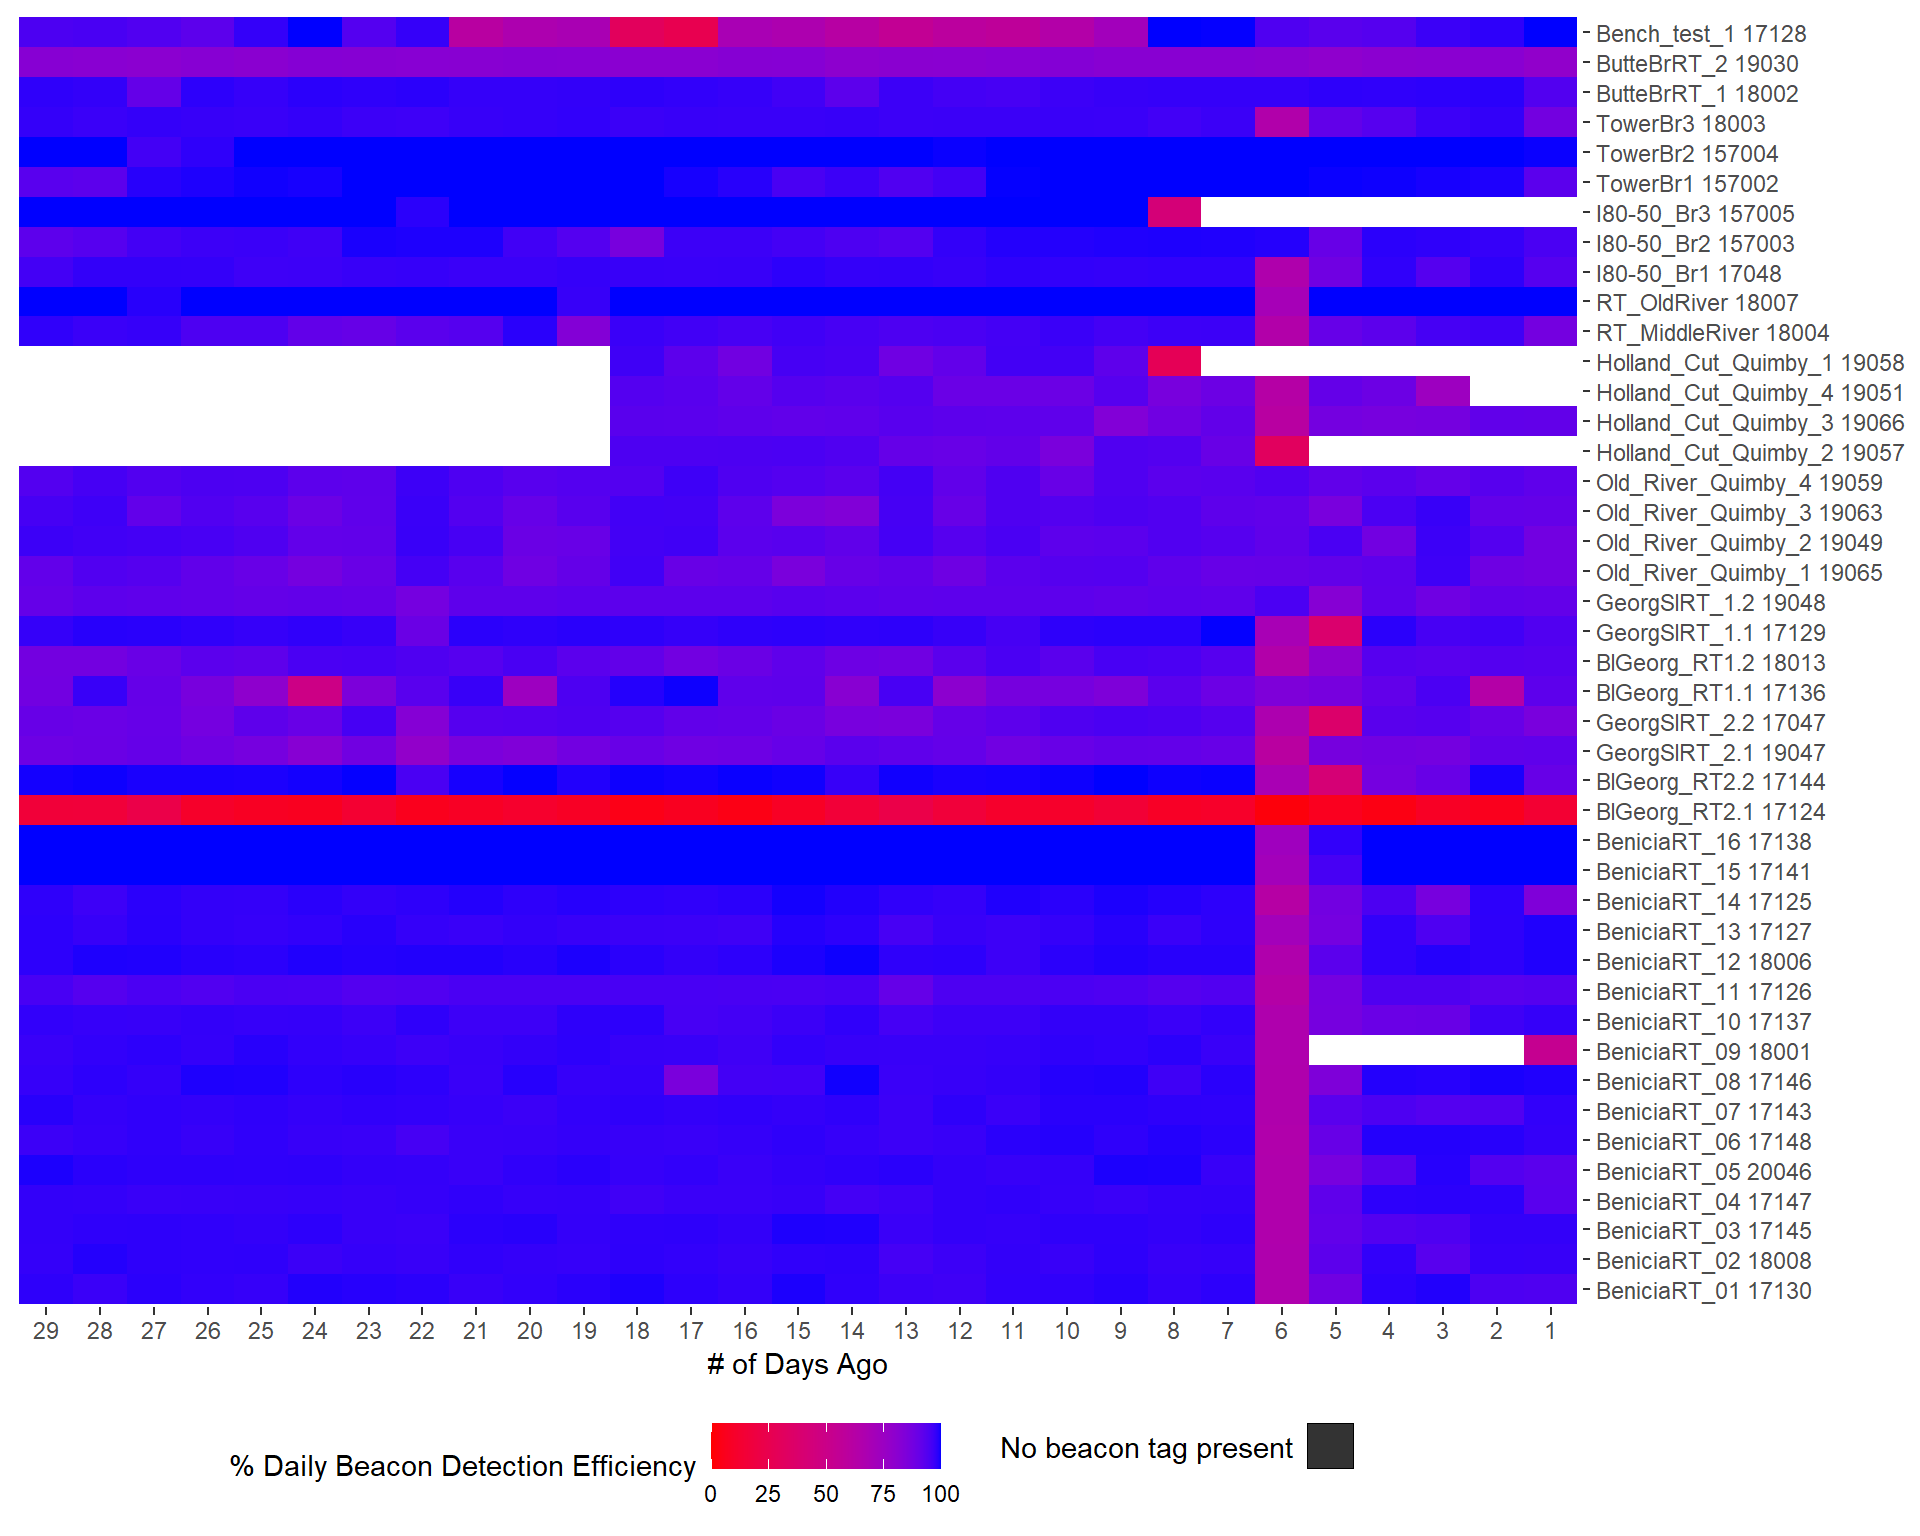 Bench_test_1 17128
ButteBrRT_2 19030
ButteBrRT_1 18002
TowerBr3 18003
TowerBr2 157004
TowerBr1 157002
I80-50_Br3 157005
I80-50_Br2 157003
I80-50_Br1 17048
RT_OldRiver 18007
RT_MiddleRiver 18004
Holland_Cut_Quimby_1 19058
Holland_Cut_Quimby_4 19051
Holland_Cut_Quimby_3 19066
Holland_Cut_Quimby_2 19057
Old_River_Quimby_4 19059
Old_River_Quimby_3 19063
Old_River_Quimby_2 19049
Old_River_Quimby_1 19065
GeorgSlRT_1.2 19048
GeorgSlRT_1.1 17129
BlGeorg_RT1.2 18013
BlGeorg_RT1.1 17136
GeorgSlRT_2.2 17047
GeorgSlRT_2.1 19047
BlGeorg_RT2.2 17144
BlGeorg_RT2.1 17124
BeniciaRT_16 17138
BeniciaRT_15 17141
BeniciaRT_14 17125
BeniciaRT_13 17127
BeniciaRT_12 18006
BeniciaRT_11 17126
BeniciaRT_10 17137
BeniciaRT_09 18001
BeniciaRT_08 17146
BeniciaRT_07 17143
BeniciaRT_06 17148
BeniciaRT_05 20046
BeniciaRT_04 17147
BeniciaRT_03 17145
BeniciaRT_02 18008
BeniciaRT_01 17130
29 28 27 26 25 24 23 22 21 20 19 18 17 16 15 14 13 12 11 10 9 8 7 6 5 4 3 2 1
# of Days Ago
% Daily Beacon Detection Efficiency
0 25 50 75 100
No beacon tag present